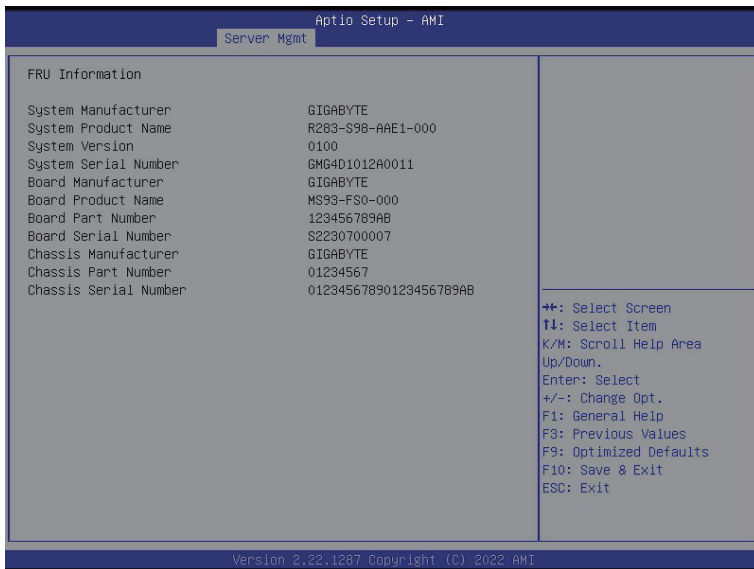 Aptio Setup – AMI
Server Mgmt
FRU Information
System Manufacturer GIGABYTE
System Product Name R283-S98-AAE1-000
System Version 0100
System Serial Number GMG4D1012A0011
Board Manufacturer GIGABYTE
Board Product Name MS93-FS0-000
Board Part Number 123456789AB
Board Serial Number S2230700007
Chassis Manufacturer GIGABYTE
Chassis Part Number 01234567
Chassis Serial Number 01234567890123456789AB
→←: Select Screen
↑↓: Select Item
K/M: Scroll Help Area
Up/Down.
Enter: Select
+/-: Change Opt.
F1: General Help
F3: Previous Values
F9: Optimized Defaults
F10: Save & Exit
ESC: Exit
Version 2.22.1287 Copyright (C) 2022 AMI